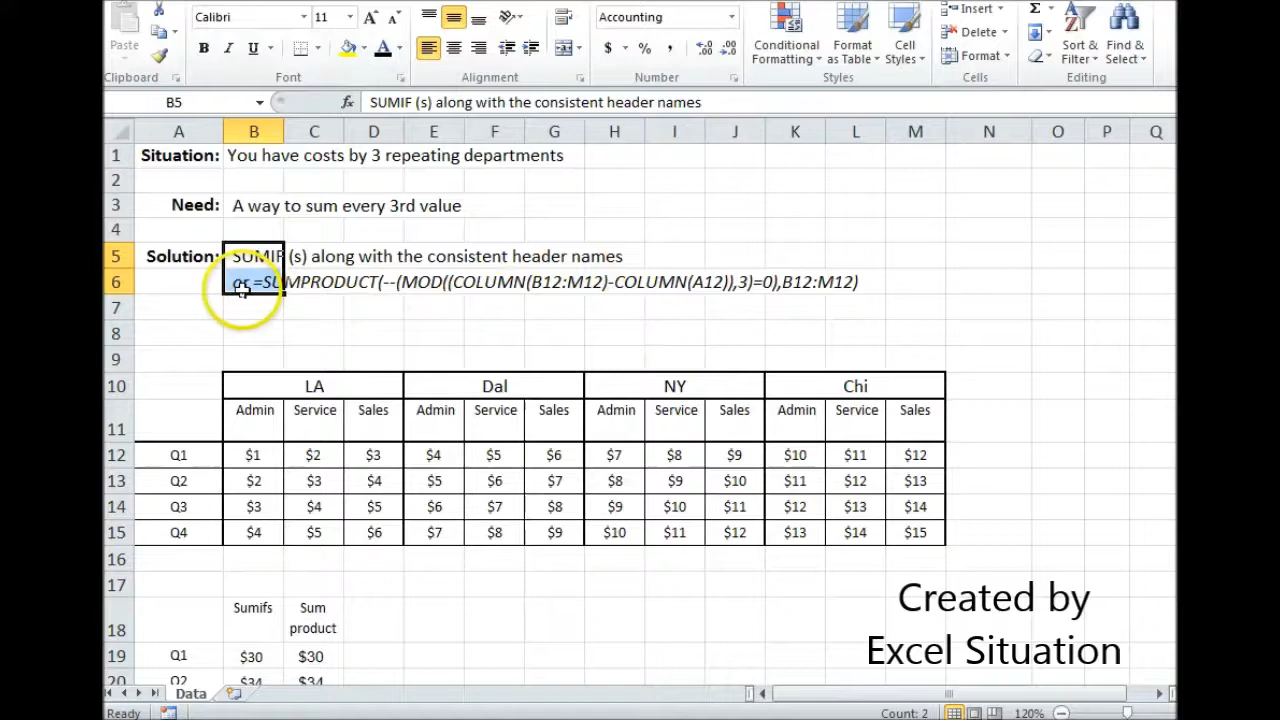 Calibri 11 Accounting Insert Σ
Paste Delete
B I U A $ % , .00 Conditional Format Cell Format Sort & Find &
Formatting as Table Styles Filter Select
Clipboard Font Alignment Number Styles Cells Editing
B5 fx SUMIF (s) along with the consistent header names
A B C D E F G H I J K L M N O P Q
1 Situation: You have costs by 3 repeating departments
2
3 Need: A way to sum every 3rd value
4
5 Solution: SUMIF (s) along with the consistent header names
6 or =SUMPRODUCT(--(MOD((COLUMN(B12:M12)-COLUMN(A12)),3)=0),B12:M12)
7
8
9
10 LA Dal NY Chi
11 Admin Service Sales Admin Service Sales Admin Service Sales Admin Service Sales
12 Q1 $1 $2 $3 $4 $5 $6 $7 $8 $9 $10 $11 $12
13 Q2 $2 $3 $4 $5 $6 $7 $8 $9 $10 $11 $12 $13
14 Q3 $3 $4 $5 $6 $7 $8 $9 $10 $11 $12 $13 $14
15 Q4 $4 $5 $6 $7 $8 $9 $10 $11 $12 $13 $14 $15
16
17
18 Sumifs Sum
product
19 Q1 $30 $30
20 Q2 $34 $34
Created by
Excel Situation
Data
Ready Count: 2 120%